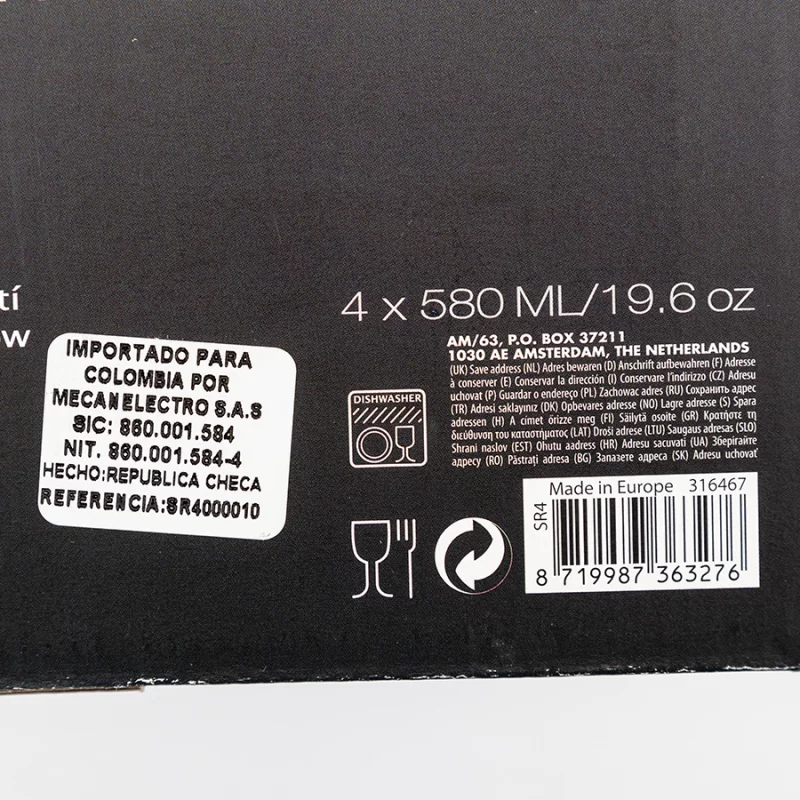 tí
ow
4 x 580 ML/19.6 oz
AM/63, P.O. BOX 37211
1030 AE AMSTERDAM, THE NETHERLANDS
(UK) Save address (NL) Adres bewaren (D) Anschrift aufbewahren (F) Adresse
à conserver (E) Conservar la dirección (I) Conservare l'indirizzo (CZ) Adresu
uchovat (P) Guardar o endereço (PL) Zachowac adres (RU) Сохранить адрес
(TR) Adresi saklayınız (DK) Opbevares adresse (NO) Lagre adresse (S) Spara
adressen (H) A címet örizze meg (FI) Säilytä osoite (GR) Κρατήστε τη
διεύθυνση του καταστήματος (LAT) Droši adrese (LTU) Saugaus adresas (SLO)
Shrani naslov (EST) Ohutu aadress (HR) Adresu sacuvati (UA) Зберігайте
адресу (RO) Păstrați adresa (BG) Запазете адреса (SK) Adresu uchovať
DISHWASHER
IMPORTADO PARA
COLOMBIA POR
MECANELECTRO S.A.S
SIC: 860.001.584
NIT. 860.001.584-4
HECHO:REPUBLICA CHECA
REFERENCIA:SR4000010
Made in Europe 316467
SR4
8 719987 363276